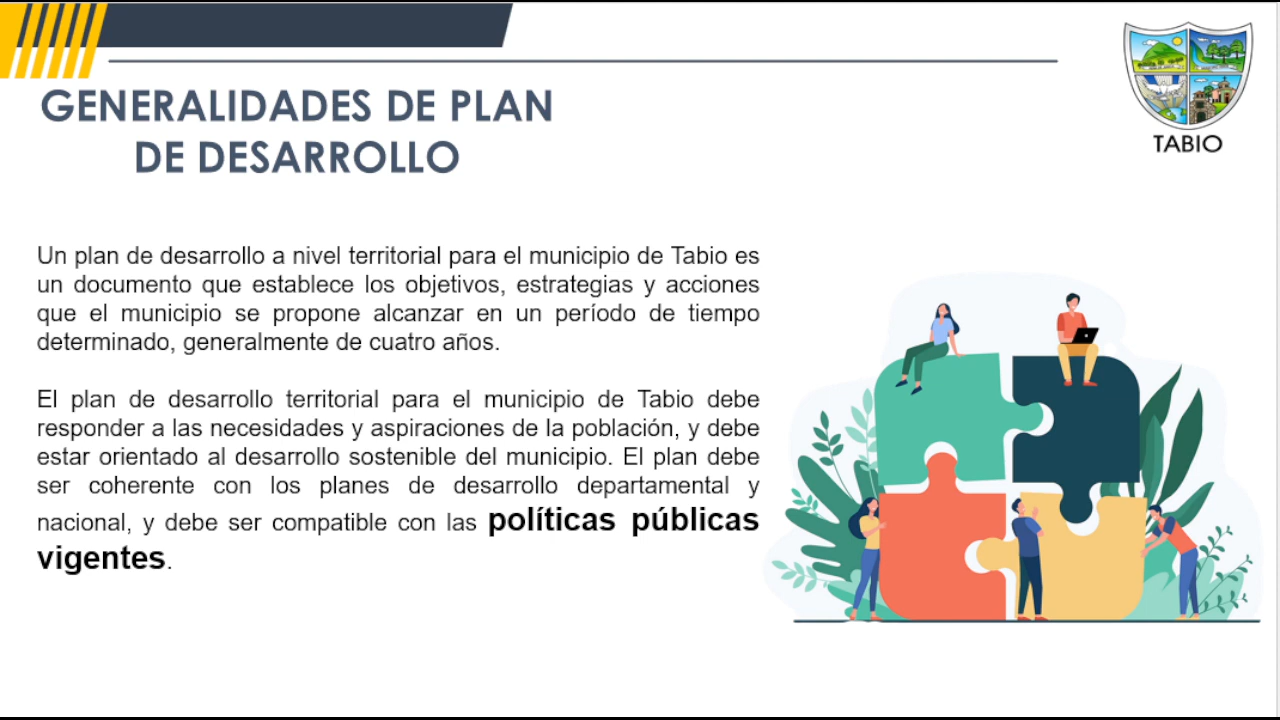 GENERALIDADES DE PLAN
DE DESARROLLO
TABIO
Un plan de desarrollo a nivel territorial para el municipio de Tabio es
un documento que establece los objetivos, estrategias y acciones
que el municipio se propone alcanzar en un período de tiempo
determinado, generalmente de cuatro años.
El plan de desarrollo territorial para el municipio de Tabio debe
responder a las necesidades y aspiraciones de la población, y debe
estar orientado al desarrollo sostenible del municipio. El plan debe
ser coherente con los planes de desarrollo departamental y
nacional, y debe ser compatible con las políticas públicas
vigentes.